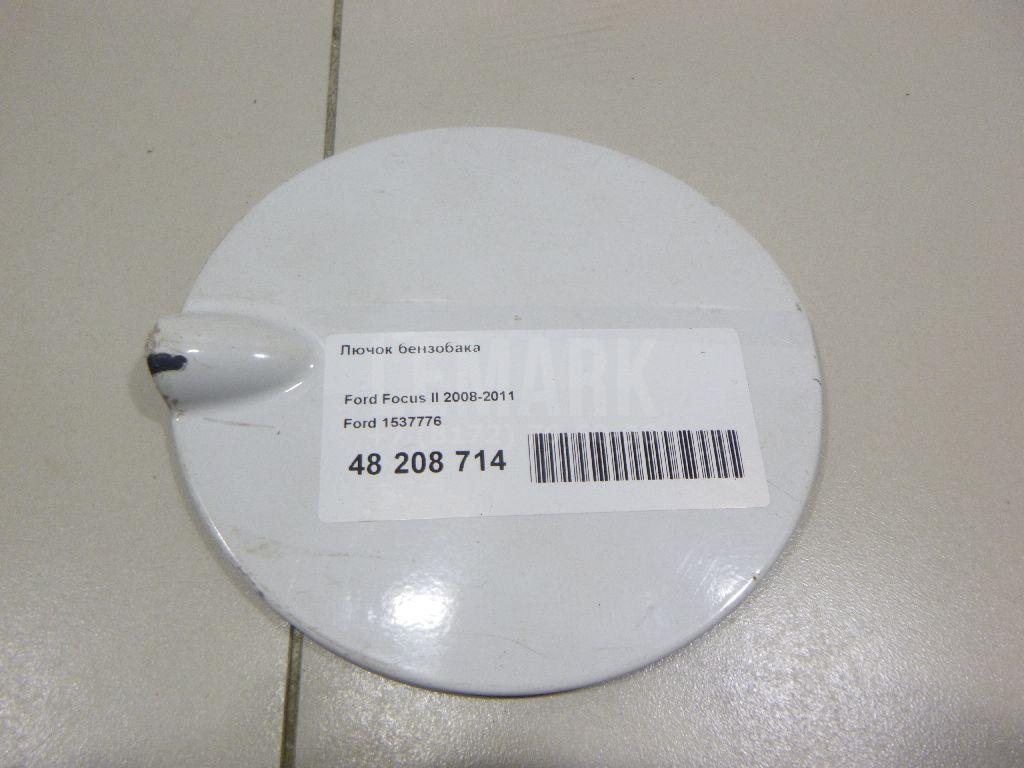 Лючок бензобака
Ford Focus II 2008-2011
Ford 1537776
48 208 714